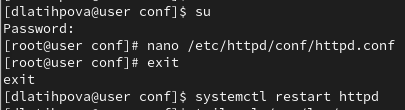 [dlatihpova@user conf]$ su
Password:
[root@user conf]# nano /etc/httpd/conf/httpd.conf
[root@user conf]# exit
exit
[dlatihpova@user conf]$ systemctl restart httpd